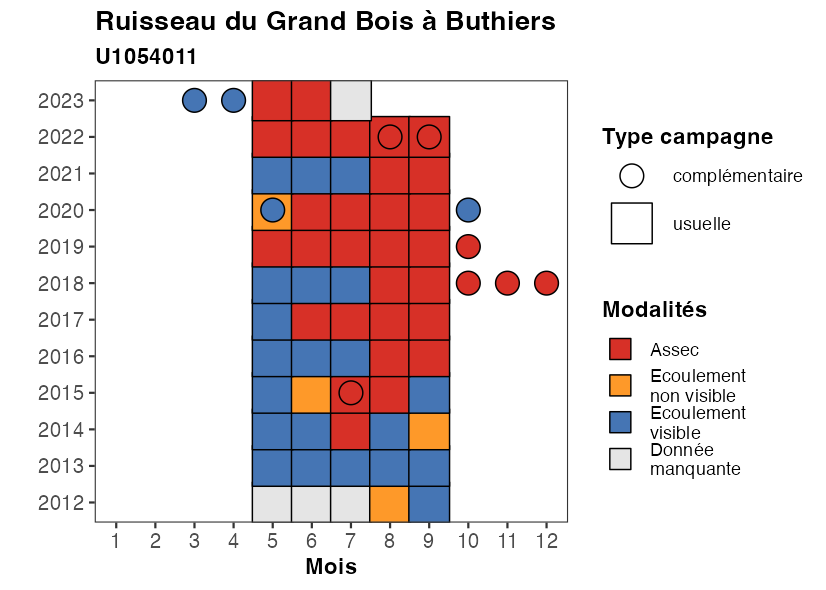 Ruisseau du Grand Bois à Buthiers
U1054011
2023
2022
2021
2020
2019
2018
2017
2016
2015
2014
2013
2012
1 2 3 4 5 6 7 8 9 10 11 12
Mois
Type campagne
complémentaire
usuelle
Modalités
Assec
Ecoulement
non visible
Ecoulement
visible
Donnée
manquante